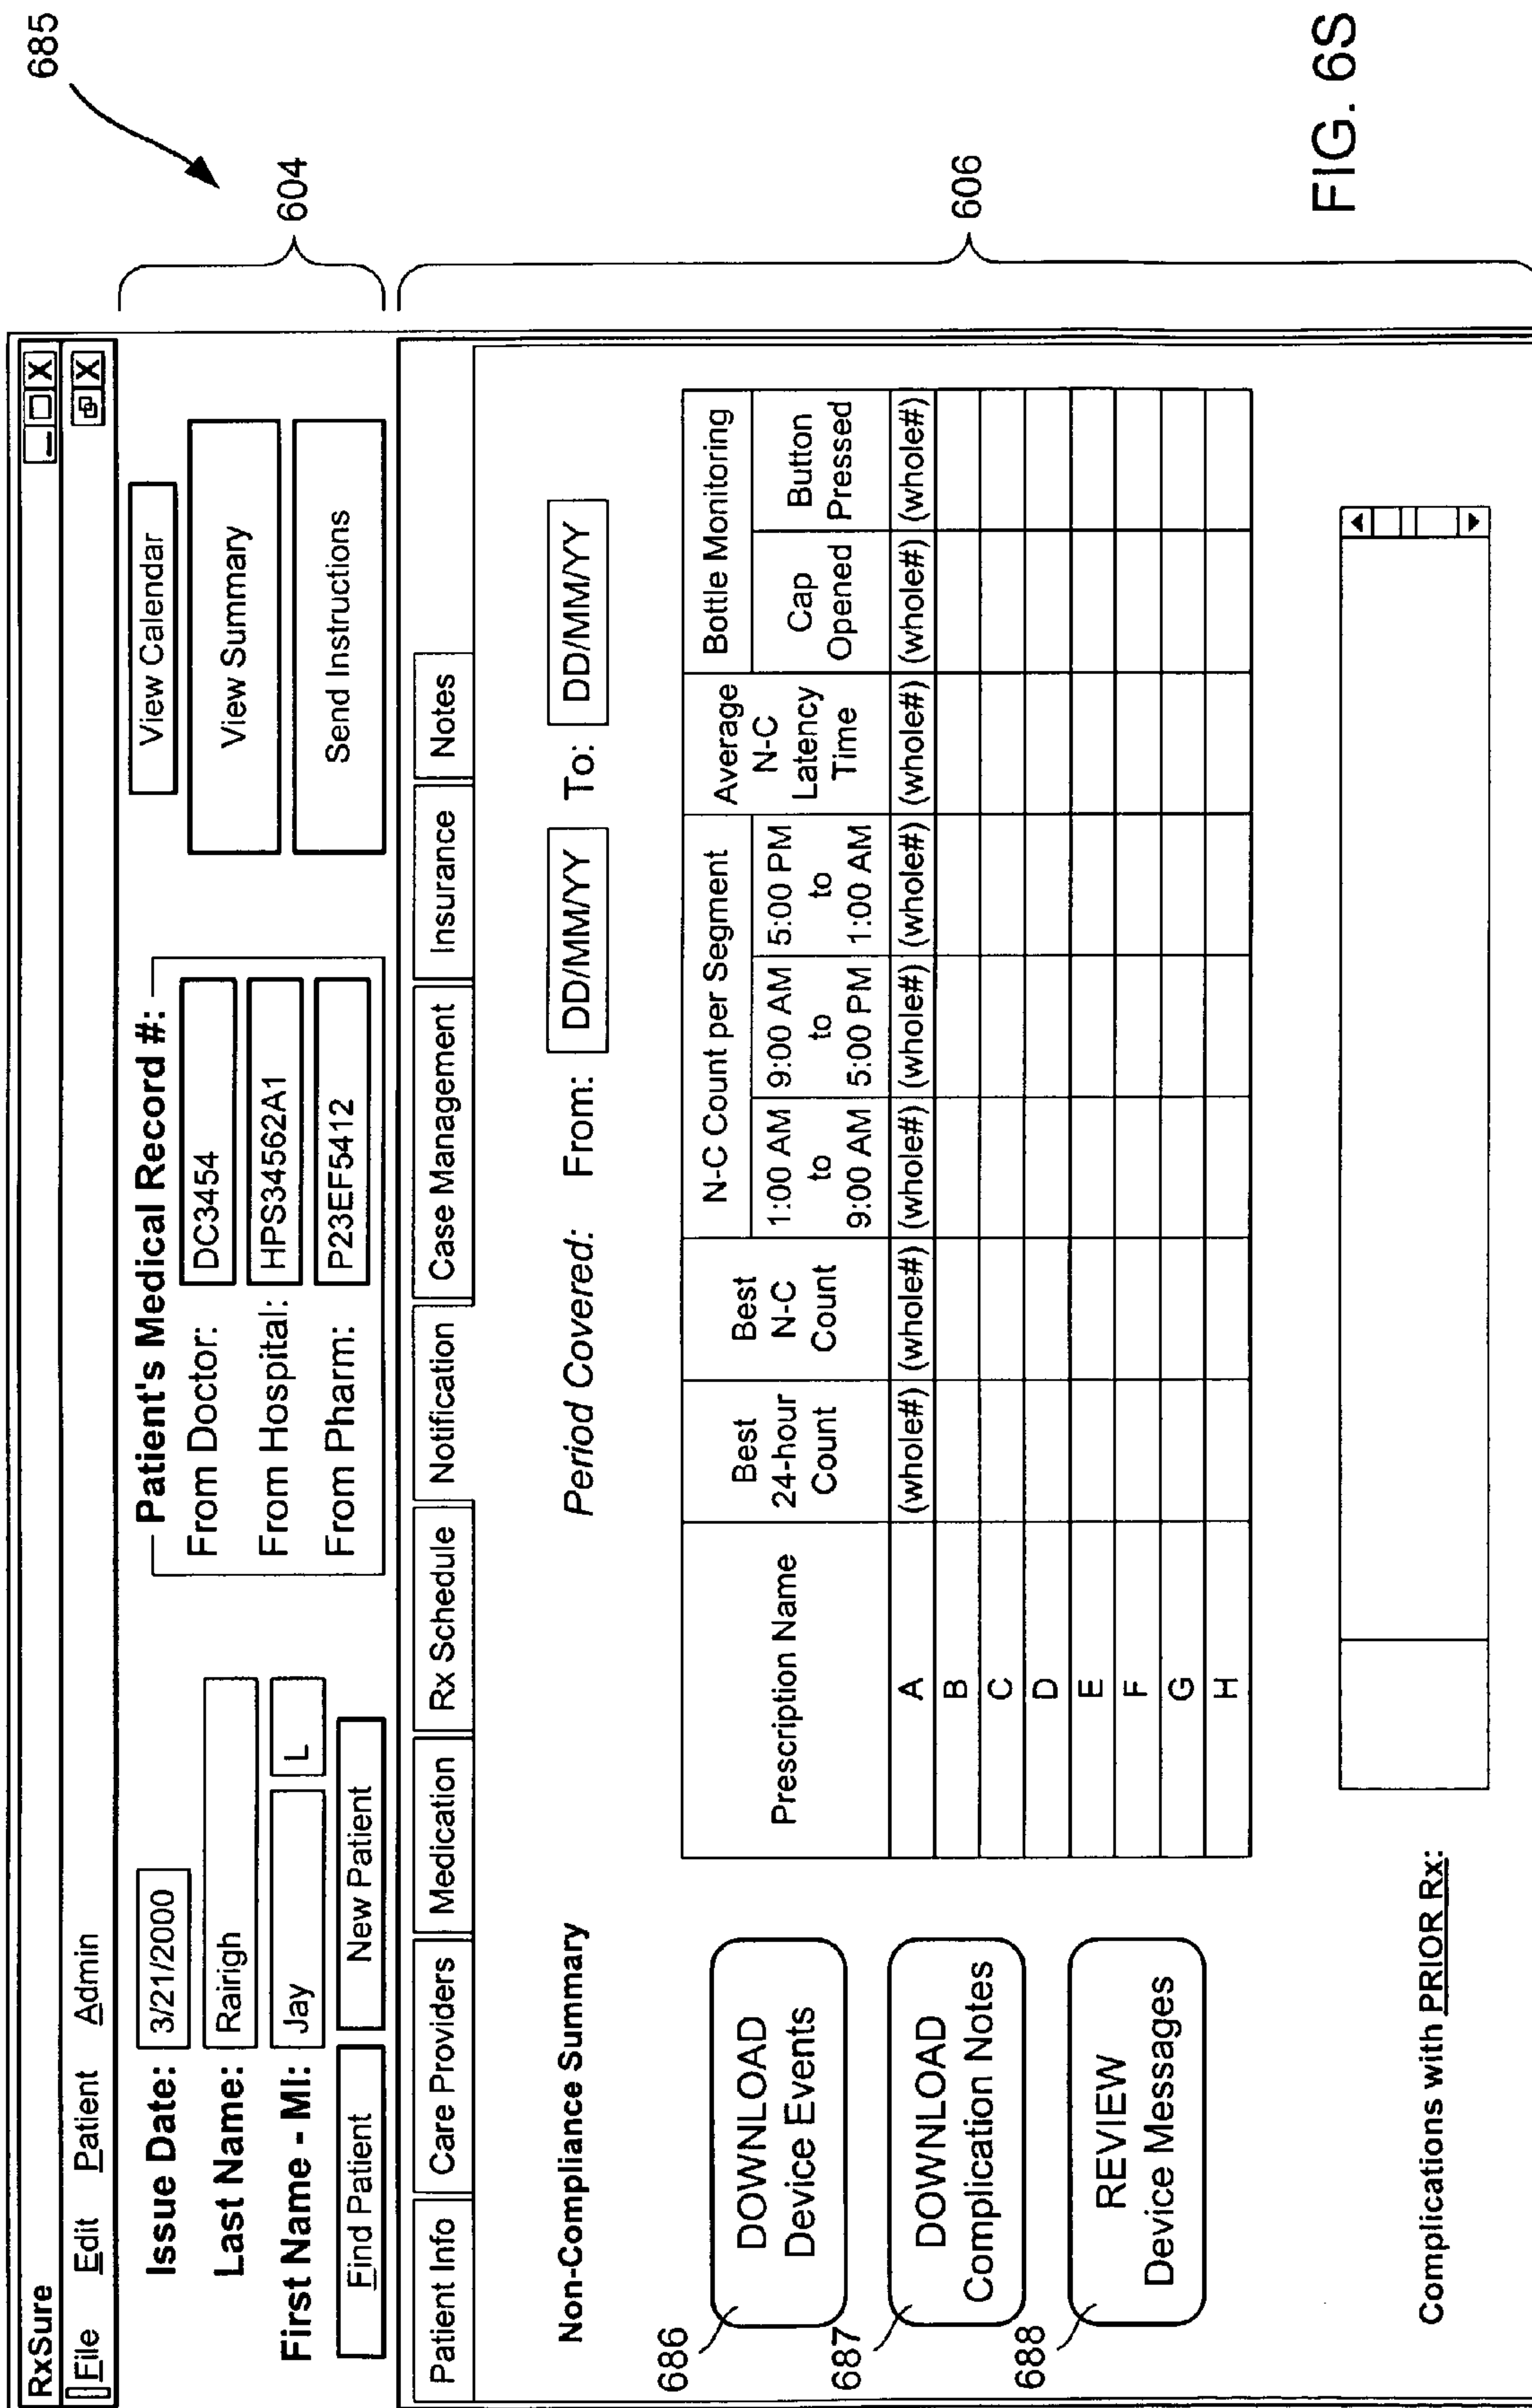 685
RxSure
File Edit Patient Admin
Issue Date: 3/21/2000
Last Name: Rairigh
First Name - MI: Jay L
Find Patient New Patient
Patient's Medical Record #:
From Doctor: DC3454
From Hospital: HPS34562A1
From Pharm: P23EF5412
View Calendar
View Summary
Send Instructions
604
Patient Info Care Providers Medication Rx Schedule Notification Case Management Insurance Notes
Non-Compliance Summary
Period Covered: From: DD/MM/YY To: DD/MM/YY
686
DOWNLOAD
Device Events
687
DOWNLOAD
Complication Notes
688
REVIEW
Device Messages
Prescription Name
Best
24-hour
Count
Best
N-C
Count
N-C Count per Segment
1:00 AM
to
9:00 AM
9:00 AM
to
5:00 PM
5:00 PM
to
1:00 AM
Average
N-C
Latency
Time
Bottle Monitoring
Cap
Opened
Button
Pressed
A (whole#) (whole#) (whole#) (whole#) (whole#) (whole#) (whole#) (whole#)
B
C
D
E
F
G
H
606
Complications with PRIOR Rx:
FIG. 6S